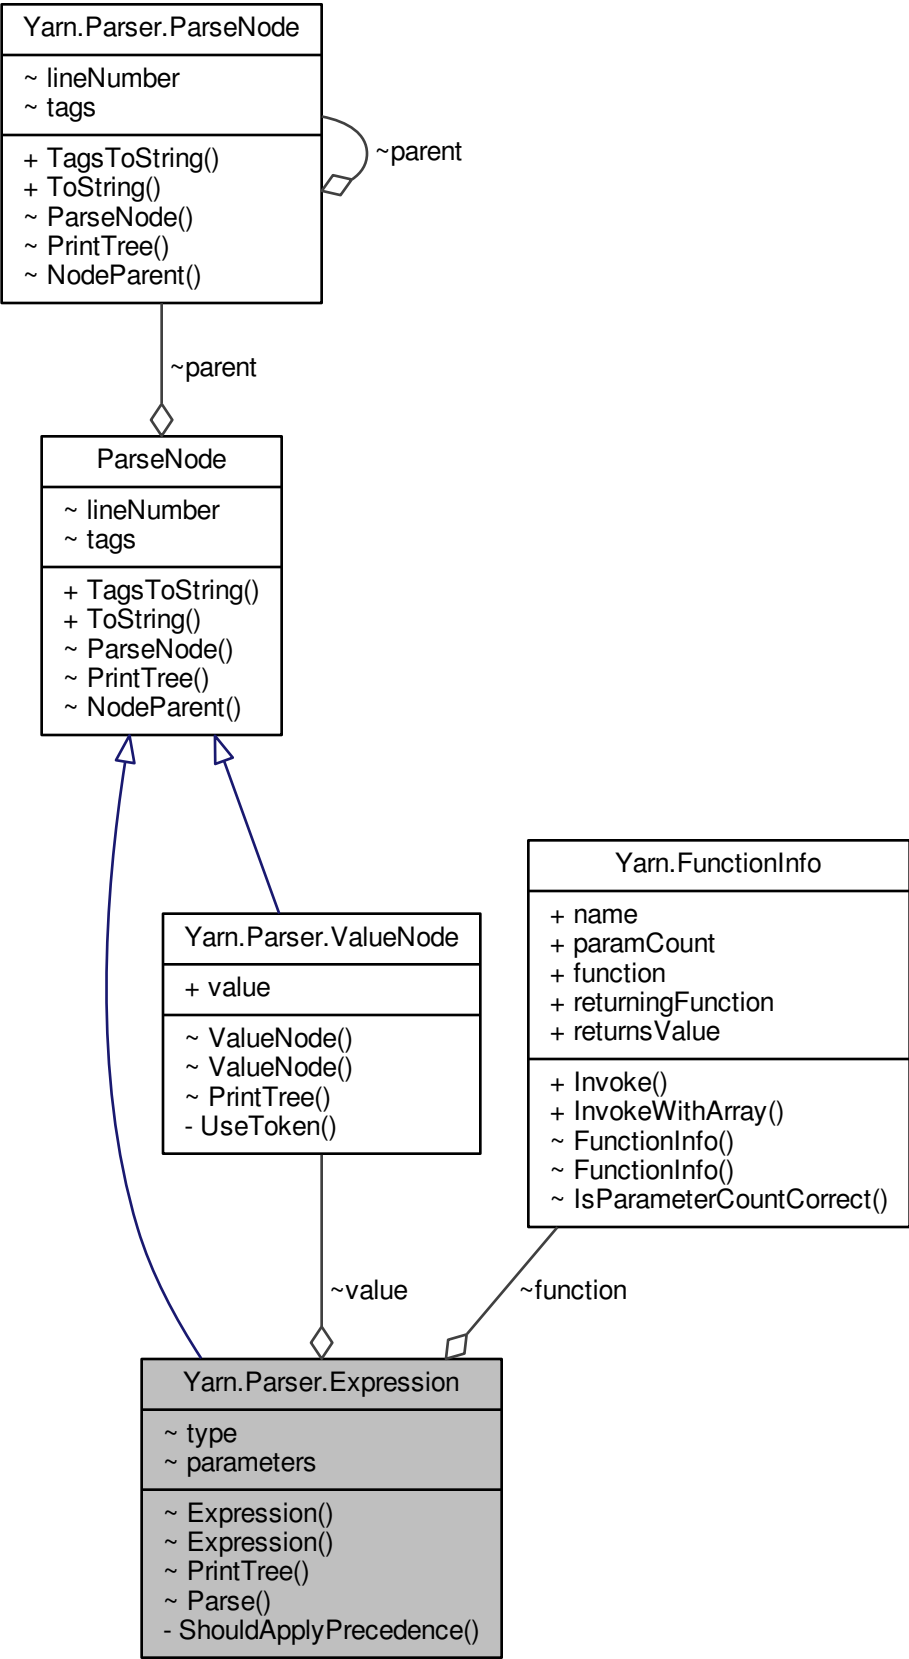 Yarn.Parser.ParseNode
~ lineNumber
~ tags
+ TagsToString()
+ ToString()
~ ParseNode()
~ PrintTree()
~ NodeParent()
~parent
~parent
ParseNode
~ lineNumber
~ tags
+ TagsToString()
+ ToString()
~ ParseNode()
~ PrintTree()
~ NodeParent()
Yarn.Parser.ValueNode
+ value
~ ValueNode()
~ ValueNode()
~ PrintTree()
- UseToken()
Yarn.FunctionInfo
+ name
+ paramCount
+ function
+ returningFunction
+ returnsValue
+ Invoke()
+ InvokeWithArray()
~ FunctionInfo()
~ FunctionInfo()
~ IsParameterCountCorrect()
~value
~function
Yarn.Parser.Expression
~ type
~ parameters
~ Expression()
~ Expression()
~ PrintTree()
~ Parse()
- ShouldApplyPrecedence()